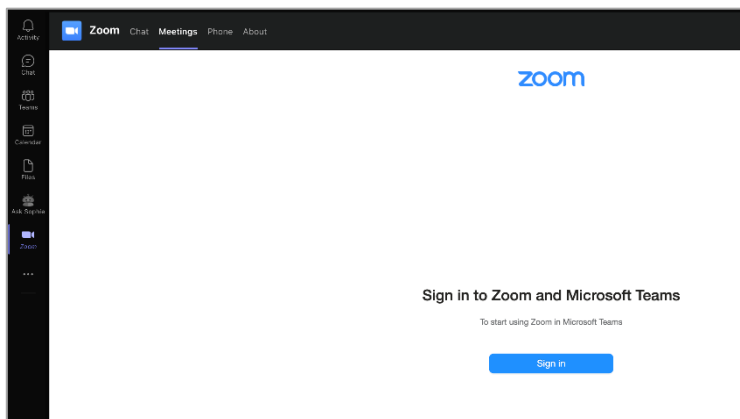 Activity
Chat
Teams
Calendar
Files
Ask Sophie
Zoom
Zoom Chat Meetings Phone About
zoom
Sign in to Zoom and Microsoft Teams
To start using Zoom in Microsoft Teams
Sign in